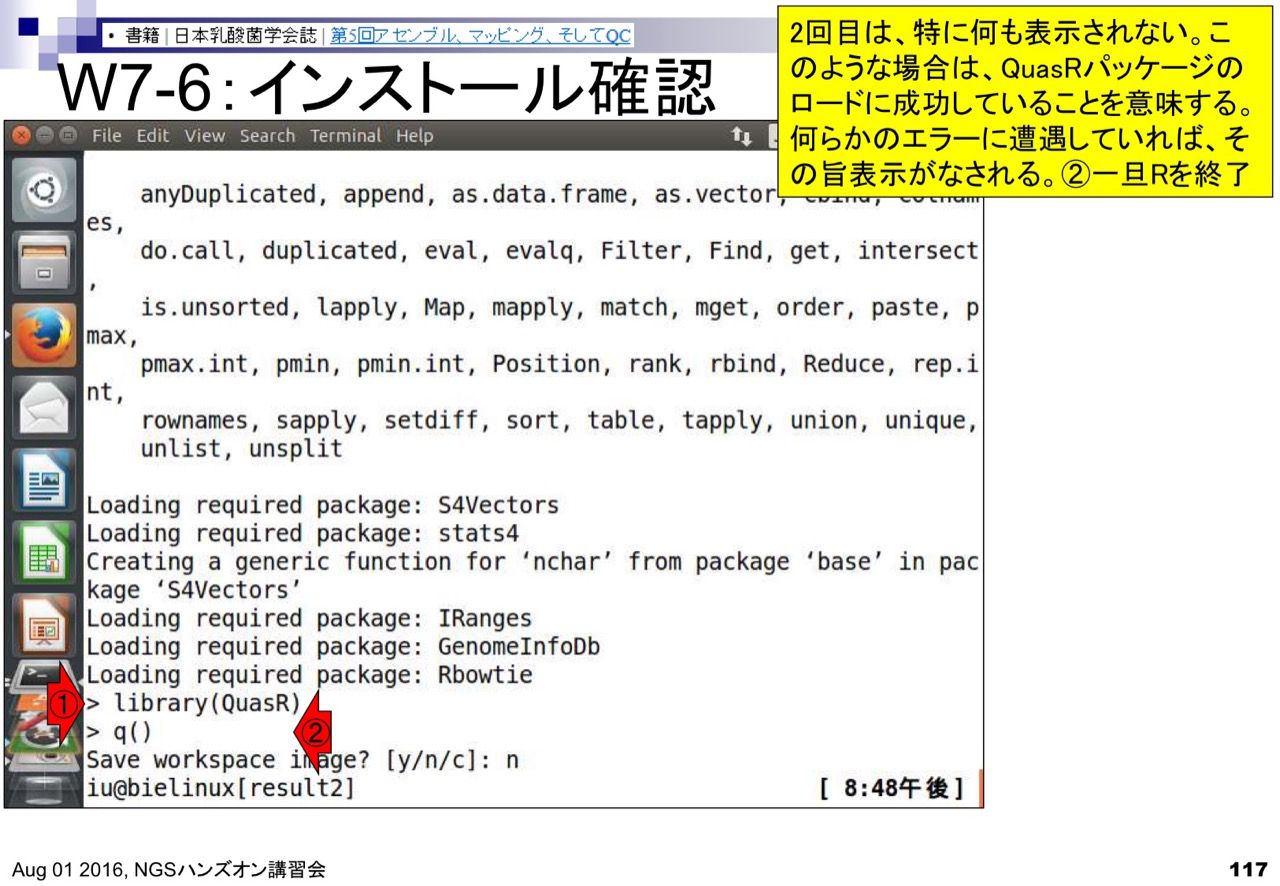 • 書籍 | 日本乳酸菌学会誌 | 第5回アセンブル、マッピング、そしてQC
W7-6：インストール確認
2回目は、特に何も表示されない。こ
のような場合は、QuasRパッケージの
ロードに成功していることを意味する。
何らかのエラーに遭遇していれば、そ
の旨表示がなされる。②一旦Rを終了
File Edit View Search Terminal Help
anyDuplicated, append, as.data.frame, as.vector, cbind, colnam
es,
do.call, duplicated, eval, evalq, Filter, Find, get, intersect
,
is.unsorted, lapply, Map, mapply, match, mget, order, paste, p
max,
pmax.int, pmin, pmin.int, Position, rank, rbind, Reduce, rep.i
nt,
rownames, sapply, setdiff, sort, table, tapply, union, unique,
unlist, unsplit
Loading required package: S4Vectors
Loading required package: stats4
Creating a generic function for ‘nchar’ from package ‘base’ in pac
kage ‘S4Vectors’
Loading required package: IRanges
Loading required package: GenomeInfoDb
Loading required package: Rbowtie
① > library(QuasR)
> q() ②
Save workspace image? [y/n/c]: n
iu@bielinux[result2] [ 8:48午後]
Aug 01 2016, NGSハンズオン講習会
117